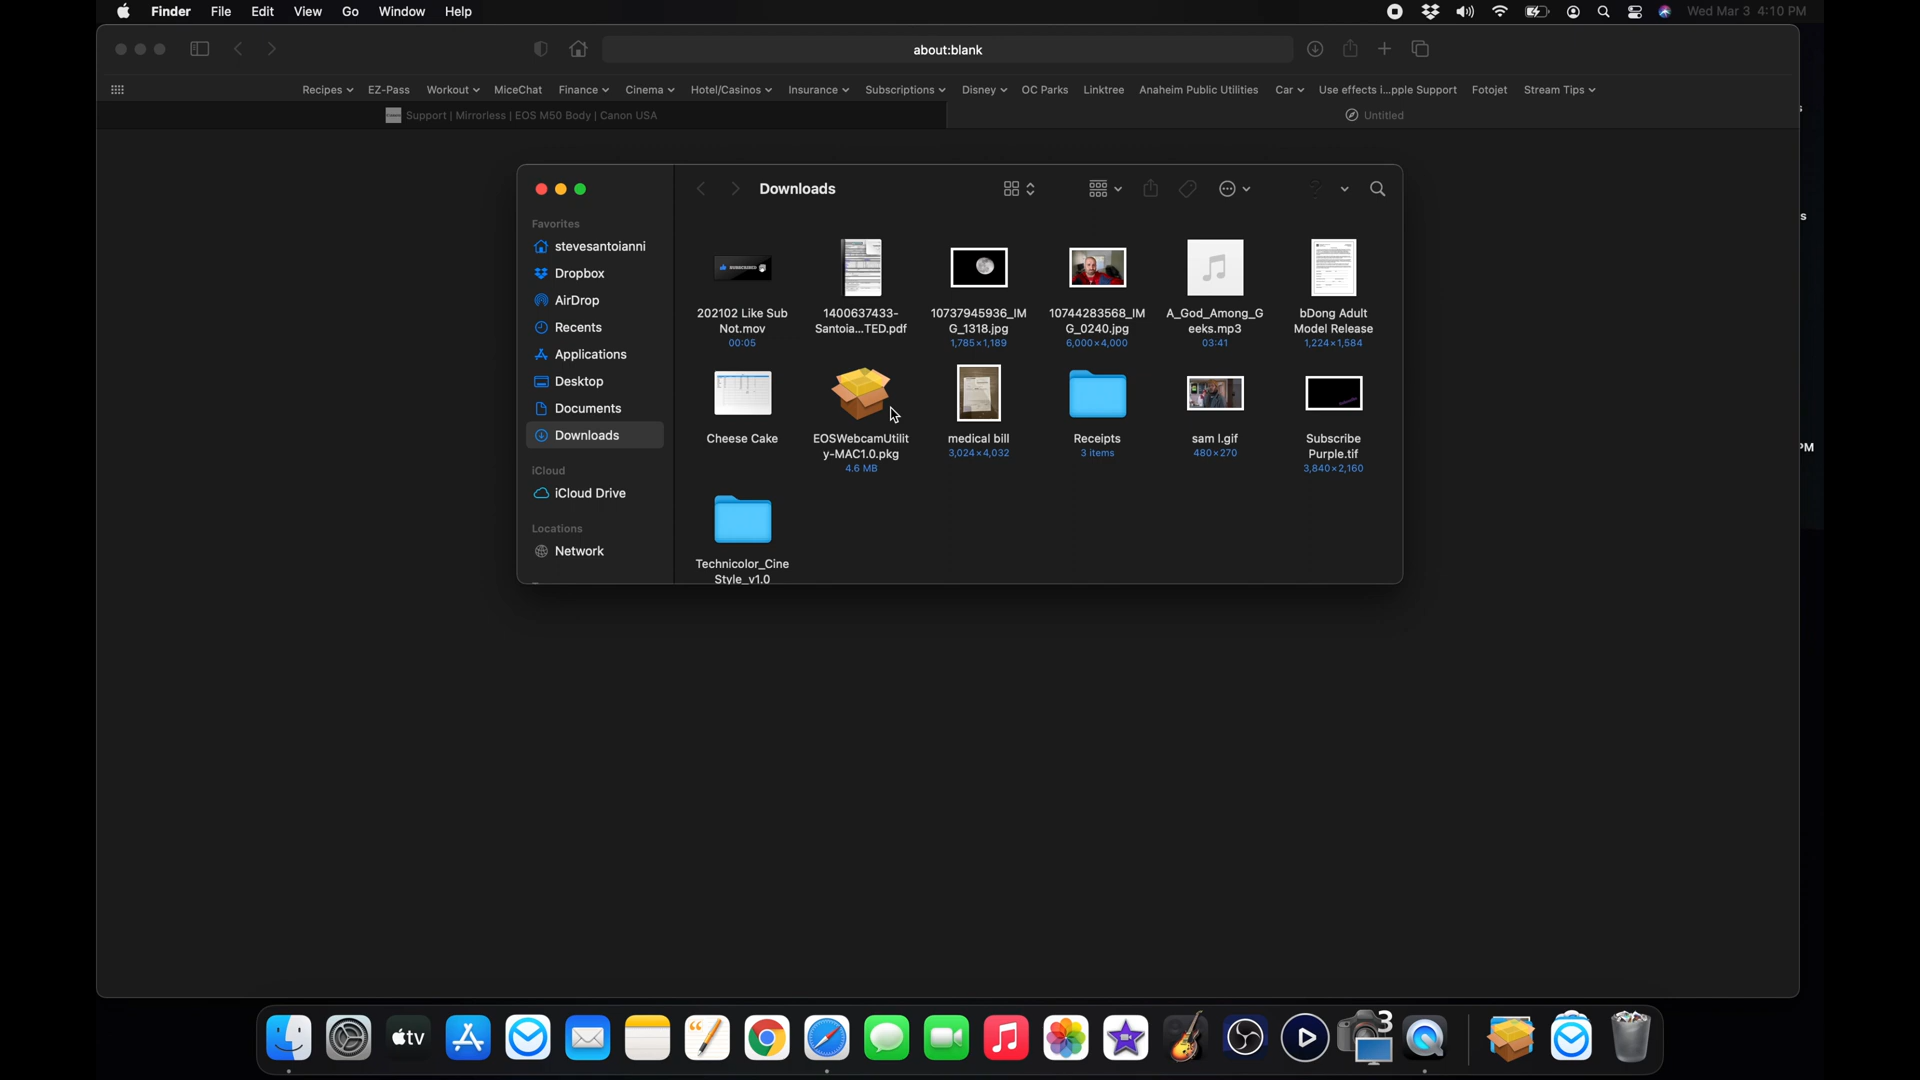 Finder File Edit View Go Window Help Wed Mar 3 4:10 PM
about:blank
Recipes EZ-Pass Workout MiceChat Finance Cinema Hotel/Casinos Insurance Subscriptions Disney OC Parks Linktree Anaheim Public Utilities Car Use effects i...pple Support Fotojet Stream Tips
Support | Mirrorless | EOS M50 Body | Canon USA Untitled
Downloads
Favorites
stevesantoianni
Dropbox
AirDrop
Recents
Applications
Desktop
Documents
Downloads
iCloud
iCloud Drive
Locations
Network
SUBSCRIBED
202102 Like Sub
Not.mov
00:05
1400637433-
Santoia...TED.pdf
10737945936_IM
G_1318.jpg
1,785×1,189
10744283568_IM
G_0240.jpg
6,000×4,000
A_God_Among_G
eeks.mp3
03:41
bDong Adult
Model Release
1,224×1,584
Cheese Cake
EOSWebcamUtilit
y-MAC1.0.pkg
4.6 MB
medical bill
3,024×4,032
Receipts
3 items
sam I.gif
480×270
Subscribe
Purple.tif
3,840×2,160
Technicolor_Cine
Style_v1.0
s
s
PM
tv
3